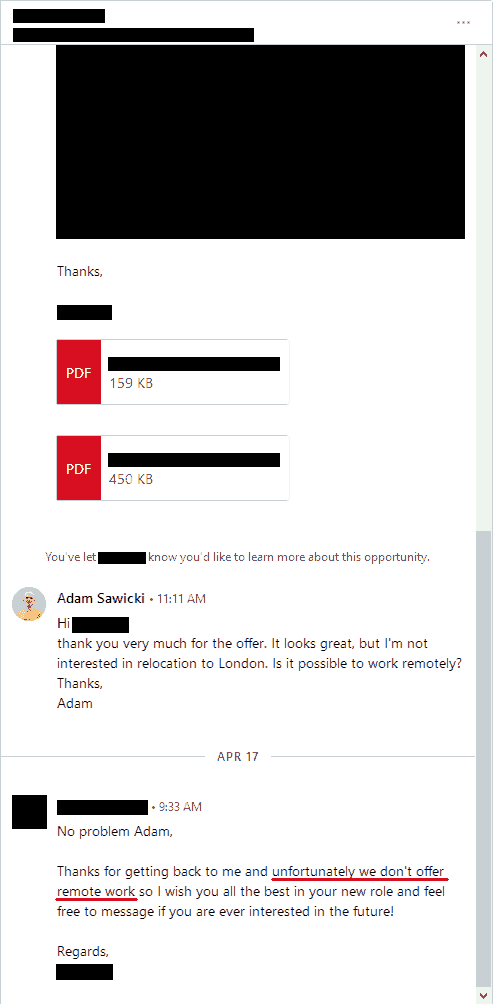 Thanks,
PDF
159 KB
PDF
450 KB
You've let know you'd like to learn more about this opportunity.
Adam Sawicki • 11:11 AM
Hi
thank you very much for the offer. It looks great, but I'm not
interested in relocation to London. Is it possible to work remotely?
Thanks,
Adam
APR 17
• 9:33 AM
No problem Adam,
Thanks for getting back to me and unfortunately we don't offer
remote work so I wish you all the best in your new role and feel
free to message if you are ever interested in the future!
Regards,